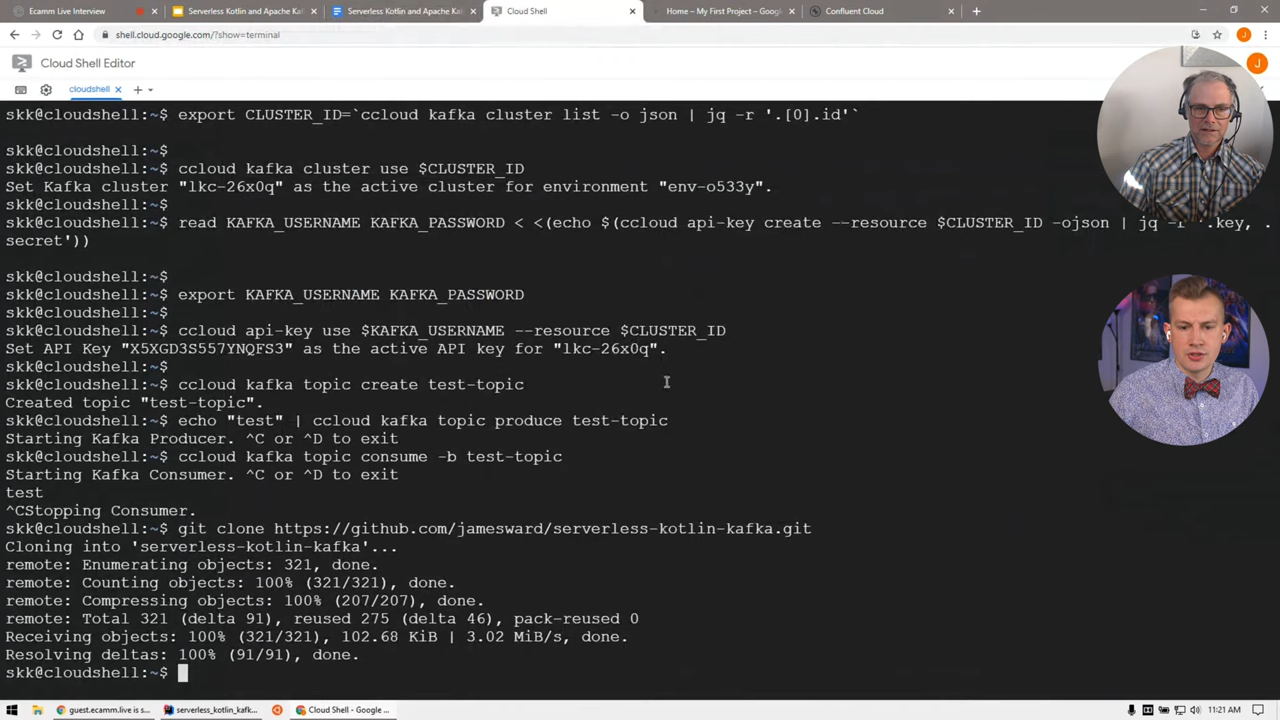 Ecamm Live Interview
Serverless Kotlin and Apache Kaf
Serverless Kotlin and Apache Kaf
Cloud Shell
Home – My First Project – Goog
Confluent Cloud
shell.cloud.google.com/?show=terminal
J
Cloud Shell Editor
J
cloudshell
skk@cloudshell:~$ export CLUSTER_ID=`ccloud kafka cluster list -o json | jq -r '.[0].id'`
skk@cloudshell:~$
skk@cloudshell:~$ ccloud kafka cluster use $CLUSTER_ID
Set Kafka cluster "lkc-26x0q" as the active cluster for environment "env-o533y".
skk@cloudshell:~$
skk@cloudshell:~$ read KAFKA_USERNAME KAFKA_PASSWORD < <(echo $(ccloud api-key create --resource $CLUSTER_ID -ojson | jq -r '.key, .
secret'))
skk@cloudshell:~$
skk@cloudshell:~$ export KAFKA_USERNAME KAFKA_PASSWORD
skk@cloudshell:~$
skk@cloudshell:~$ ccloud api-key use $KAFKA_USERNAME --resource $CLUSTER_ID
Set API Key "X5XGD3S557YNQFS3" as the active API key for "lkc-26x0q".
skk@cloudshell:~$
skk@cloudshell:~$ ccloud kafka topic create test-topic
Created topic "test-topic".
skk@cloudshell:~$ echo "test" | ccloud kafka topic produce test-topic
Starting Kafka Producer. ^C or ^D to exit
skk@cloudshell:~$ ccloud kafka topic consume -b test-topic
Starting Kafka Consumer. ^C or ^D to exit
test
^CStopping Consumer.
skk@cloudshell:~$ git clone https://github.com/jamesward/serverless-kotlin-kafka.git
Cloning into 'serverless-kotlin-kafka'...
remote: Enumerating objects: 321, done.
remote: Counting objects: 100% (321/321), done.
remote: Compressing objects: 100% (207/207), done.
remote: Total 321 (delta 91), reused 275 (delta 46), pack-reused 0
Receiving objects: 100% (321/321), 102.68 KiB | 3.02 MiB/s, done.
Resolving deltas: 100% (91/91), done.
skk@cloudshell:~$
guest.ecamm.live is s...
serverless_kotlin_kafk...
Cloud Shell - Google ...
11:21 AM